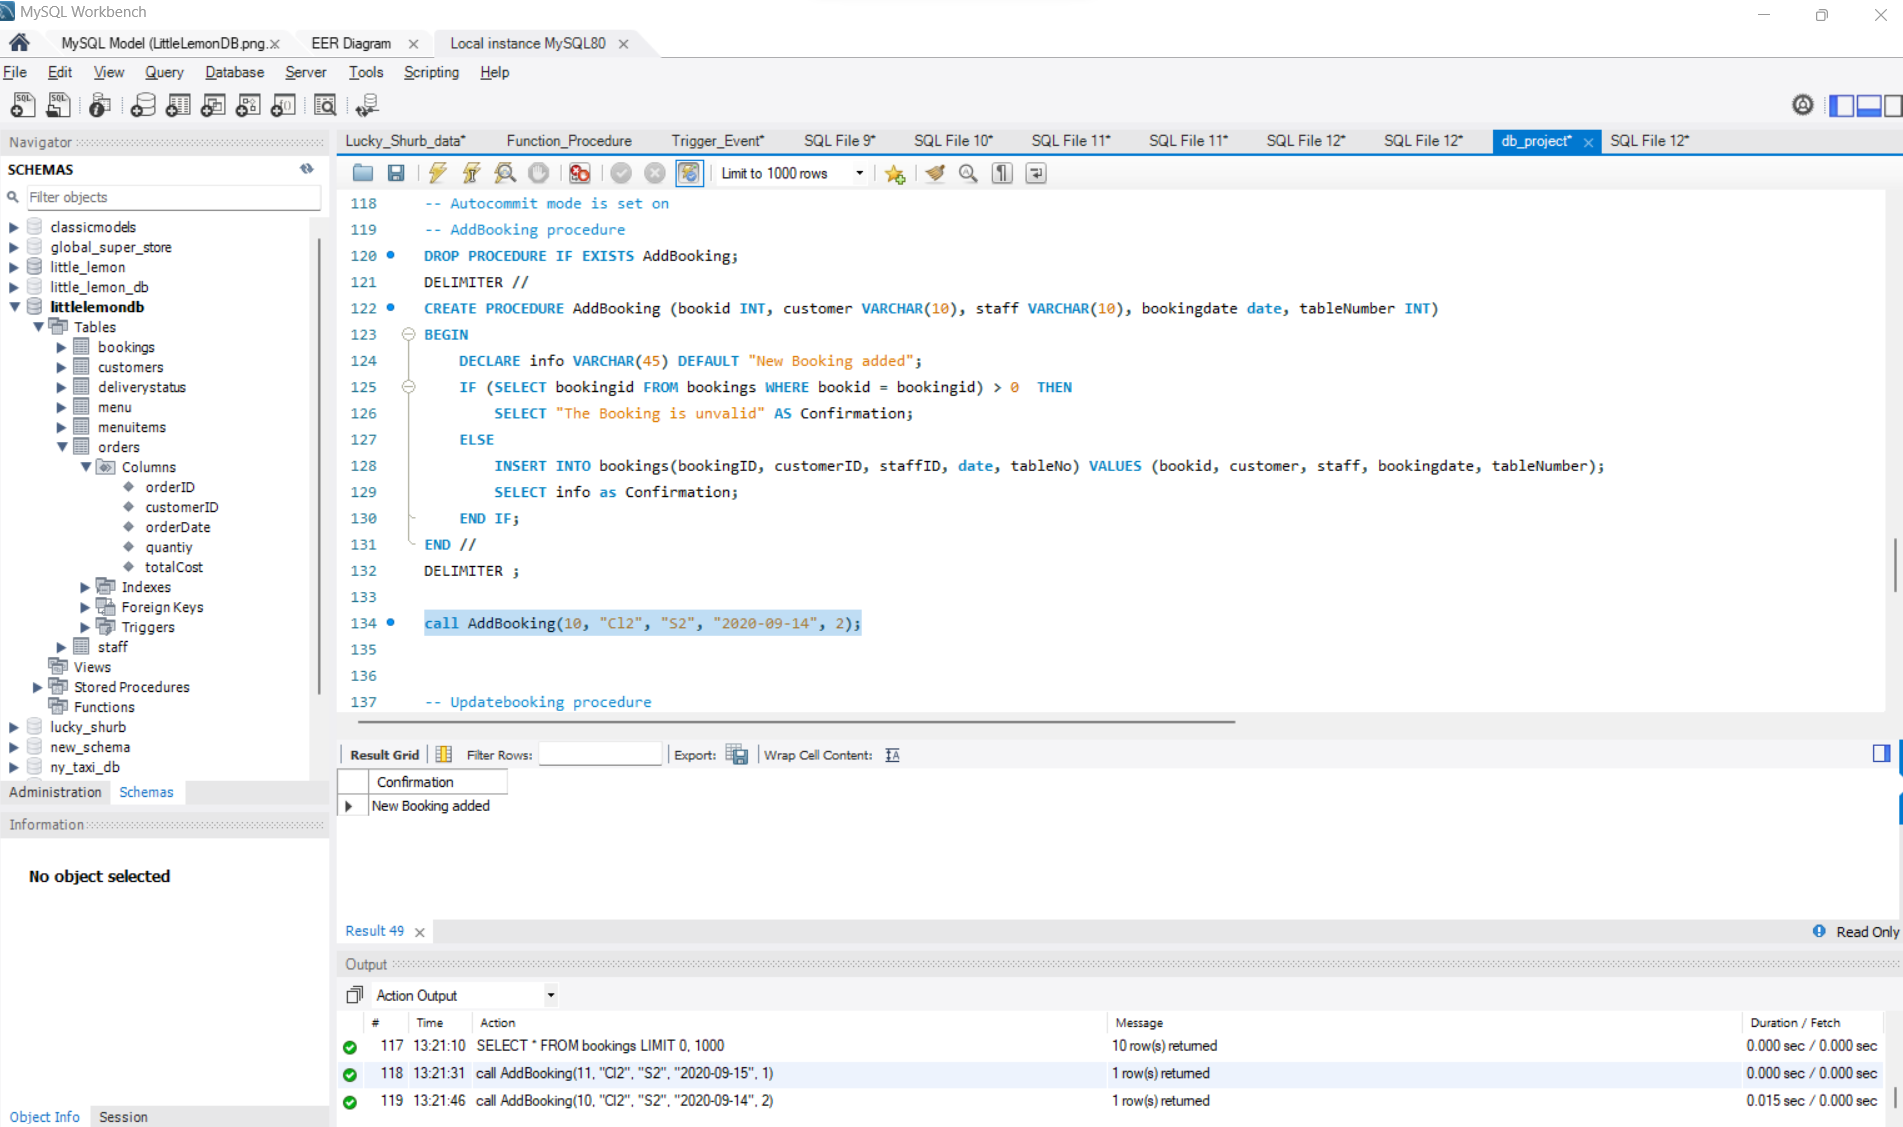 MySQL Workbench
MySQL Model (LittleLemonDB.png.×
EER Diagram ×
Local instance MySQL80 ×
File Edit View Query Database Server Tools Scripting Help
Navigator
SCHEMAS
Filter objects
classicmodels
global_super_store
little_lemon
little_lemon_db
littlelemondb
Tables
bookings
customers
deliverystatus
menu
menuitems
orders
Columns
orderID
customerID
orderDate
quantiy
totalCost
Indexes
Foreign Keys
Triggers
staff
Views
Stored Procedures
Functions
lucky_shurb
new_schema
ny_taxi_db
Administration Schemas
Information
No object selected
Object Info Session
Lucky_Shurb_data* Function_Procedure Trigger_Event* SQL File 9* SQL File 10* SQL File 11* SQL File 11* SQL File 12* SQL File 12* db_project* × SQL File 12*
Limit to 1000 rows
118 -- Autocommit mode is set on
119 -- AddBooking procedure
120 DROP PROCEDURE IF EXISTS AddBooking;
121 DELIMITER //
122 CREATE PROCEDURE AddBooking (bookid INT, customer VARCHAR(10), staff VARCHAR(10), bookingdate date, tableNumber INT)
123 BEGIN
124 DECLARE info VARCHAR(45) DEFAULT "New Booking added";
125 IF (SELECT bookingid FROM bookings WHERE bookid = bookingid) > 0 THEN
126 SELECT "The Booking is unvalid" AS Confirmation;
127 ELSE
128 INSERT INTO bookings(bookingID, customerID, staffID, date, tableNo) VALUES (bookid, customer, staff, bookingdate, tableNumber);
129 SELECT info as Confirmation;
130 END IF;
131 END //
132 DELIMITER ;
133
134 call AddBooking(10, "Cl2", "S2", "2020-09-14", 2);
135
136
137 -- Updatebooking procedure
Result Grid Filter Rows: Export: Wrap Cell Content:
Confirmation
New Booking added
Result 49 × Read Only
Output
Action Output
# Time Action Message Duration / Fetch
117 13:21:10 SELECT * FROM bookings LIMIT 0, 1000 10 row(s) returned 0.000 sec / 0.000 sec
118 13:21:31 call AddBooking(11, "Cl2", "S2", "2020-09-15", 1) 1 row(s) returned 0.000 sec / 0.000 sec
119 13:21:46 call AddBooking(10, "Cl2", "S2", "2020-09-14", 2) 1 row(s) returned 0.015 sec / 0.000 sec